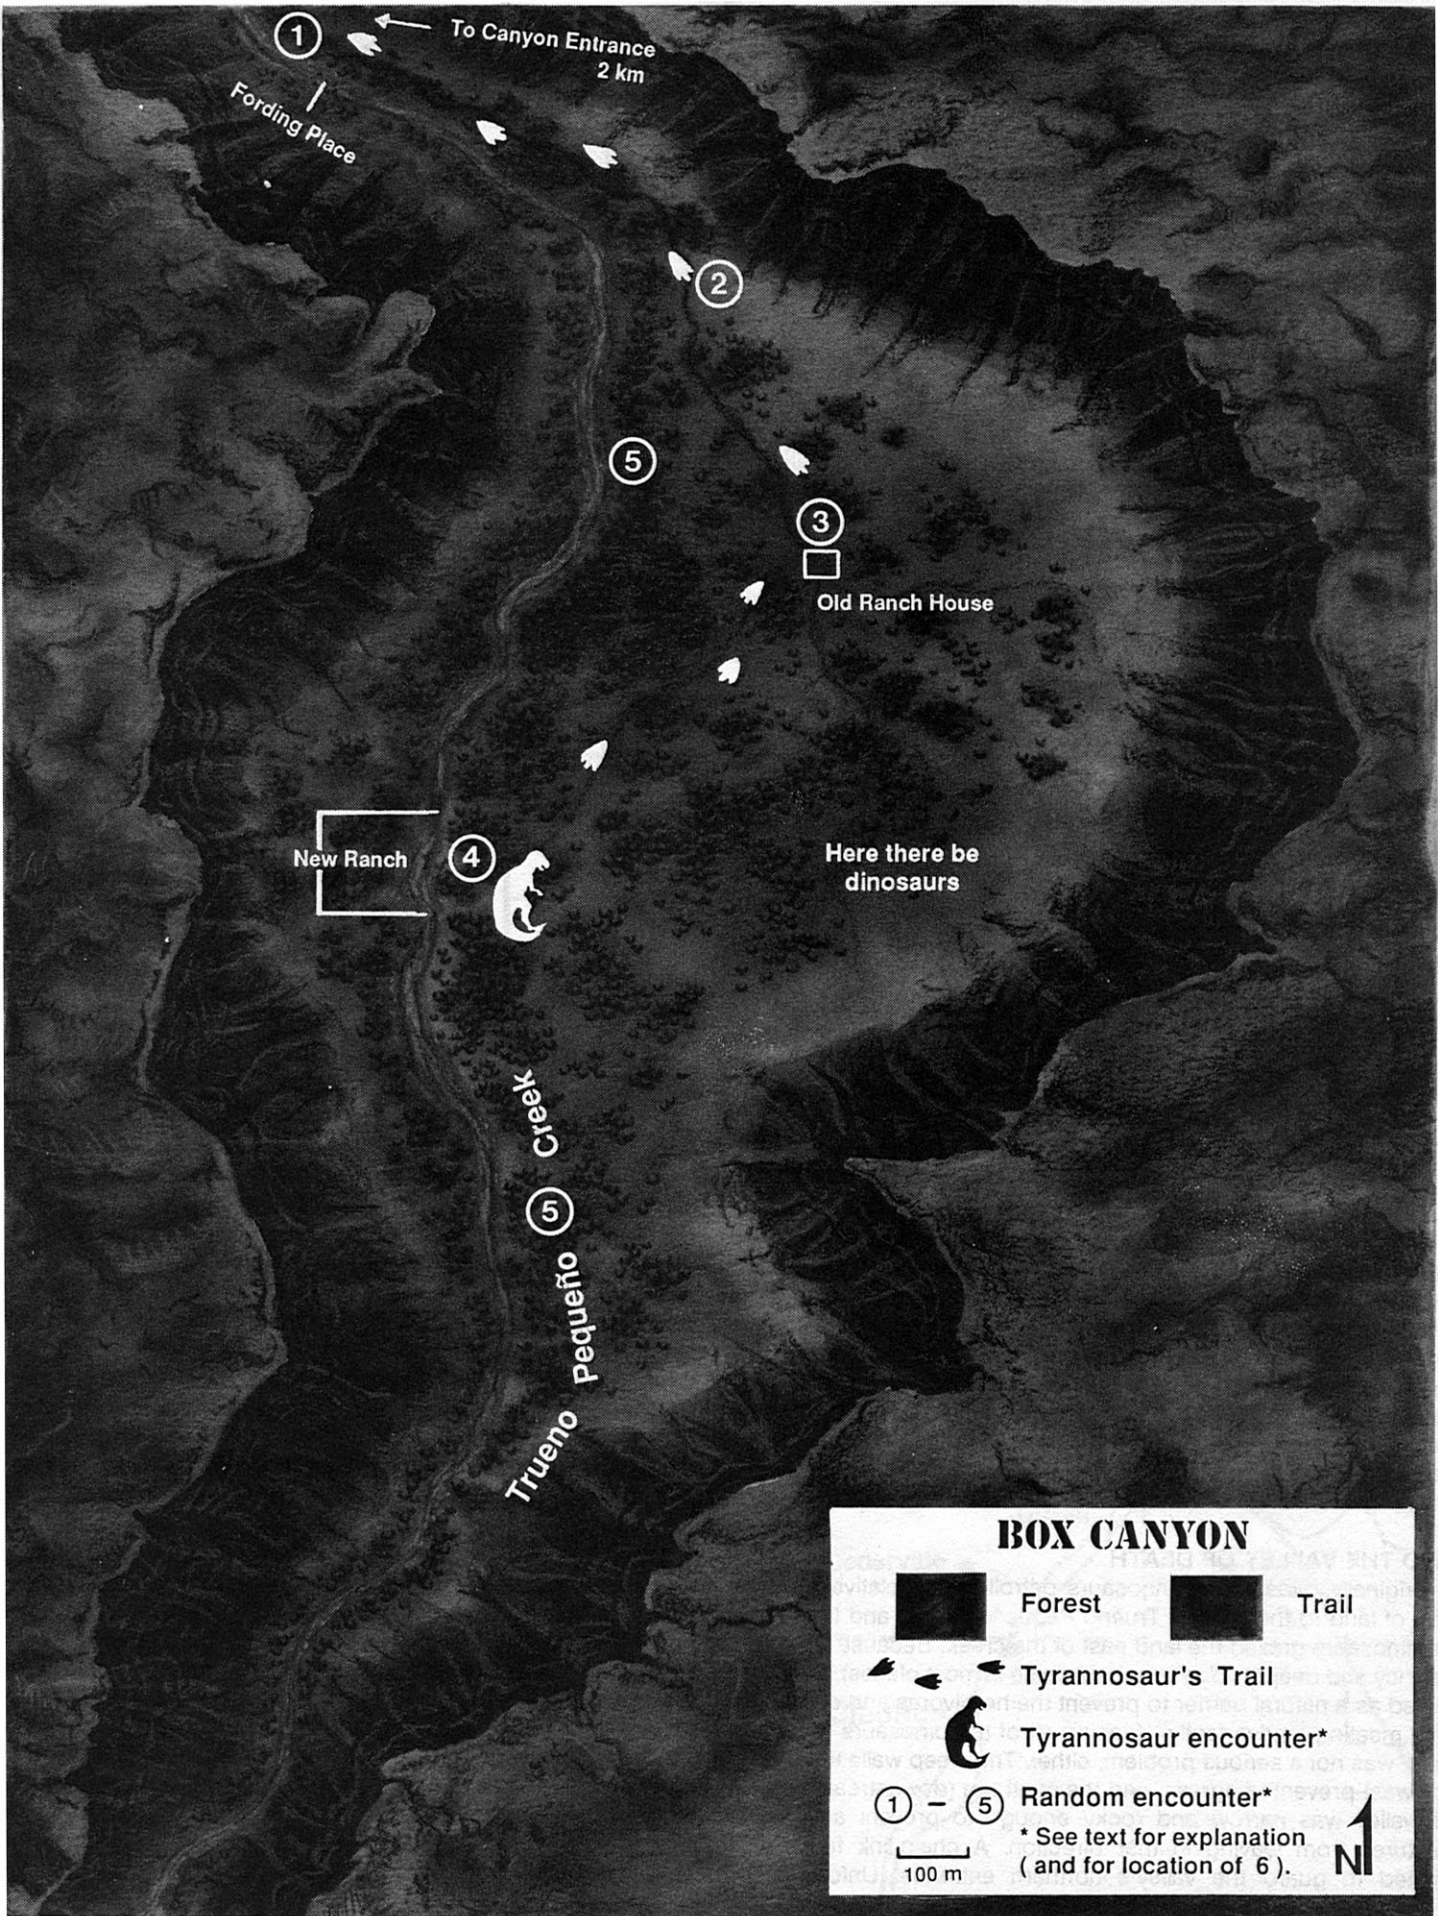 1
To Canyon Entrance
2 km
Fording Place
2
5
3
Old Ranch House
New Ranch
4
Here there be
dinosaurs
Creek
5
Pequeño
Trueno
BOX CANYON
Forest
Trail
Tyrannosaur's Trail
Tyrannosaur encounter*
1 – 5 Random encounter*
* See text for explanation
( and for location of 6 ).
100 m
N